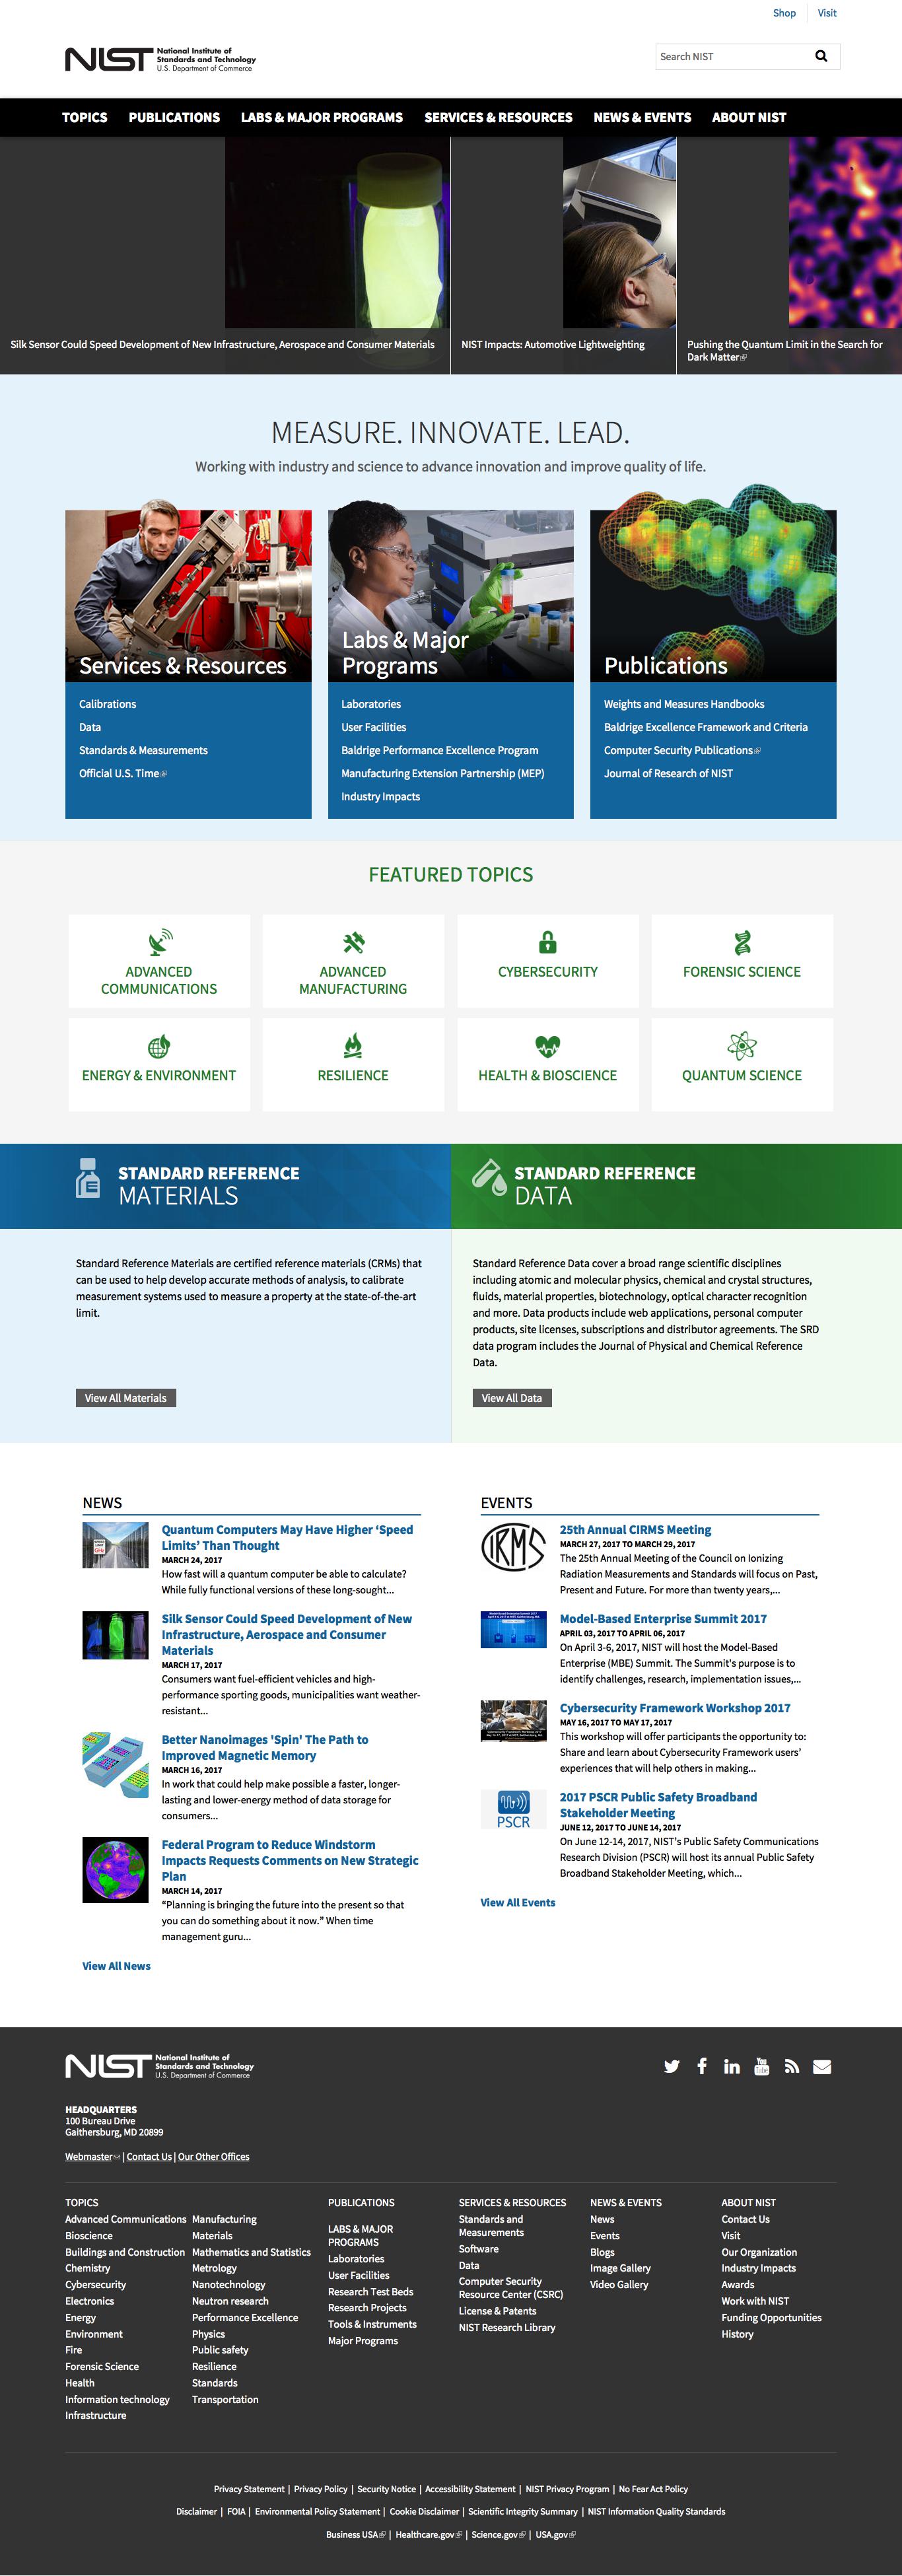 Shop Visit
NIST National Institute of
Standards and Technology
U.S. Department of Commerce
Search NIST
TOPICS PUBLICATIONS LABS & MAJOR PROGRAMS SERVICES & RESOURCES NEWS & EVENTS ABOUT NIST
Silk Sensor Could Speed Development of New Infrastructure, Aerospace and Consumer Materials
NIST Impacts: Automotive Lightweighting
Pushing the Quantum Limit in the Search for
Dark Matter
MEASURE. INNOVATE. LEAD.
Working with industry and science to advance innovation and improve quality of life.
Services & Resources
Calibrations
Data
Standards & Measurements
Official U.S. Time
Labs & Major
Programs
Laboratories
User Facilities
Baldrige Performance Excellence Program
Manufacturing Extension Partnership (MEP)
Industry Impacts
Publications
Weights and Measures Handbooks
Baldrige Excellence Framework and Criteria
Computer Security Publications
Journal of Research of NIST
FEATURED TOPICS
ADVANCED
COMMUNICATIONS
ADVANCED
MANUFACTURING
CYBERSECURITY
FORENSIC SCIENCE
ENERGY & ENVIRONMENT
RESILIENCE
HEALTH & BIOSCIENCE
QUANTUM SCIENCE
STANDARD REFERENCE
MATERIALS
Standard Reference Materials are certified reference materials (CRMs) that
can be used to help develop accurate methods of analysis, to calibrate
measurement systems used to measure a property at the state-of-the-art
limit.
View All Materials
STANDARD REFERENCE
DATA
Standard Reference Data cover a broad range scientific disciplines
including atomic and molecular physics, chemical and crystal structures,
fluids, material properties, biotechnology, optical character recognition
and more. Data products include web applications, personal computer
products, site licenses, subscriptions and distributor agreements. The SRD
data program includes the Journal of Physical and Chemical Reference
Data.
View All Data
NEWS
Quantum Computers May Have Higher ‘Speed
Limits’ Than Thought
MARCH 24, 2017
How fast will a quantum computer be able to calculate?
While fully functional versions of these long-sought...
Silk Sensor Could Speed Development of New
Infrastructure, Aerospace and Consumer
Materials
MARCH 17, 2017
Consumers want fuel-efficient vehicles and high-
performance sporting goods, municipalities want weather-
resistant...
Better Nanoimages 'Spin' The Path to
Improved Magnetic Memory
MARCH 16, 2017
In work that could help make possible a faster, longer-
lasting and lower-energy method of data storage for
consumers...
Federal Program to Reduce Windstorm
Impacts Requests Comments on New Strategic
Plan
MARCH 14, 2017
“Planning is bringing the future into the present so that
you can do something about it now.” When time
management guru...
View All News
EVENTS
CIRMS
25th Annual CIRMS Meeting
MARCH 27, 2017 TO MARCH 29, 2017
The 25th Annual Meeting of the Council on Ionizing
Radiation Measurements and Standards will focus on Past,
Present and Future. For more than twenty years,...
Model-Based Enterprise Summit 2017
APRIL 03, 2017 TO APRIL 06, 2017
On April 3-6, 2017, NIST will host the Model-Based
Enterprise (MBE) Summit. The Summit's purpose is to
identify challenges, research, implementation issues,...
Cybersecurity Framework Workshop 2017
MAY 16, 2017 TO MAY 17, 2017
This workshop will offer participants the opportunity to:
Share and learn about Cybersecurity Framework users’
experiences that will help others in making...
PSCR
2017 PSCR Public Safety Broadband
Stakeholder Meeting
JUNE 12, 2017 TO JUNE 14, 2017
On June 12-14, 2017, NIST's Public Safety Communications
Research Division (PSCR) will host its annual Public Safety
Broadband Stakeholder Meeting, which...
View All Events
NIST National Institute of
Standards and Technology
U.S. Department of Commerce
HEADQUARTERS
100 Bureau Drive
Gaithersburg, MD 20899
Webmaster | Contact Us | Our Other Offices
TOPICS
Advanced Communications
Bioscience
Buildings and Construction
Chemistry
Cybersecurity
Electronics
Energy
Environment
Fire
Forensic Science
Health
Information technology
Infrastructure
Manufacturing
Materials
Mathematics and Statistics
Metrology
Nanotechnology
Neutron research
Performance Excellence
Physics
Public safety
Resilience
Standards
Transportation
PUBLICATIONS
LABS & MAJOR
PROGRAMS
Laboratories
User Facilities
Research Test Beds
Research Projects
Tools & Instruments
Major Programs
SERVICES & RESOURCES
Standards and
Measurements
Software
Data
Computer Security
Resource Center (CSRC)
License & Patents
NIST Research Library
NEWS & EVENTS
News
Events
Blogs
Image Gallery
Video Gallery
ABOUT NIST
Contact Us
Visit
Our Organization
Industry Impacts
Awards
Work with NIST
Funding Opportunities
History
Privacy Statement | Privacy Policy | Security Notice | Accessibility Statement | NIST Privacy Program | No Fear Act Policy
Disclaimer | FOIA | Environmental Policy Statement | Cookie Disclaimer | Scientific Integrity Summary | NIST Information Quality Standards
Business USA | Healthcare.gov | Science.gov | USA.gov